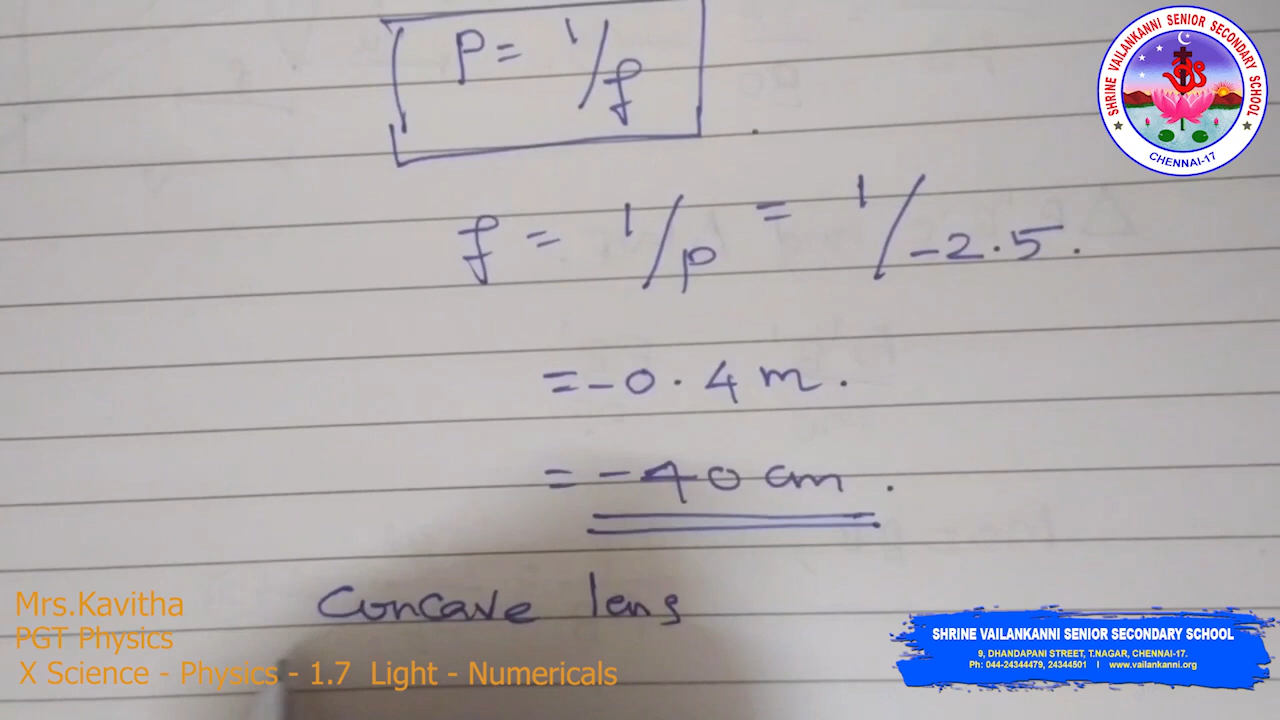 P = 1/f
f = 1/p = 1/-2.5.
= -0.4 m.
= -40 cm.
Concave lens
Mrs.Kavitha
PGT Physics
X Science - Physics - 1.7 Light - Numericals
SHRINE VAILANKANNI SENIOR SECONDARY SCHOOL
CHENNAI-17
SHRINE VAILANKANNI SENIOR SECONDARY SCHOOL
9, DHANDAPANI STREET, T.NAGAR, CHENNAI-17.
Ph: 044-24344479, 24344501 I www.vailankanni.org